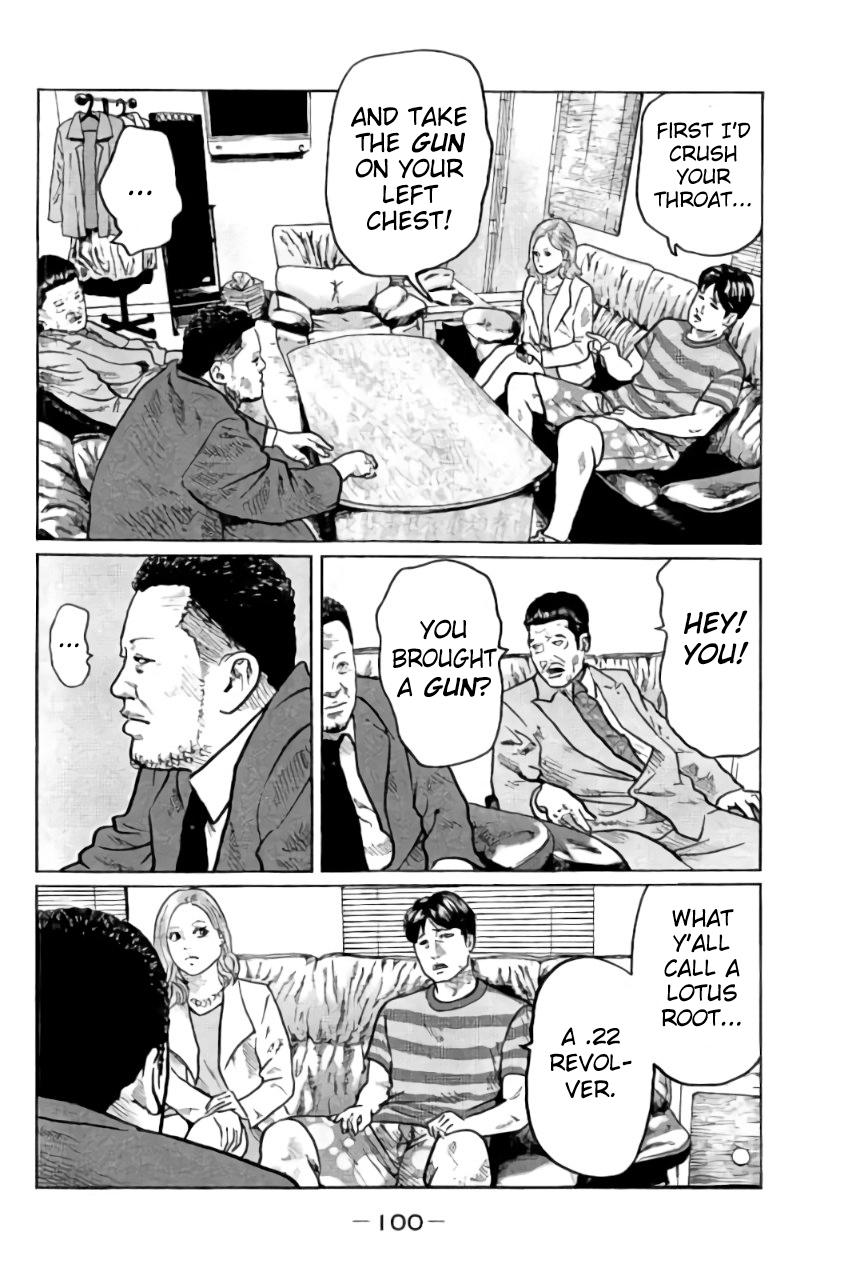 FIRST I'D
CRUSH
YOUR
THROAT...
AND TAKE
THE GUN
ON YOUR
LEFT
CHEST!
...
HEY!
YOU!
YOU
BROUGHT
A GUN?
...
WHAT
Y'ALL
CALL A
LOTUS
ROOT...
A .22
REVOL-
VER.
-100-